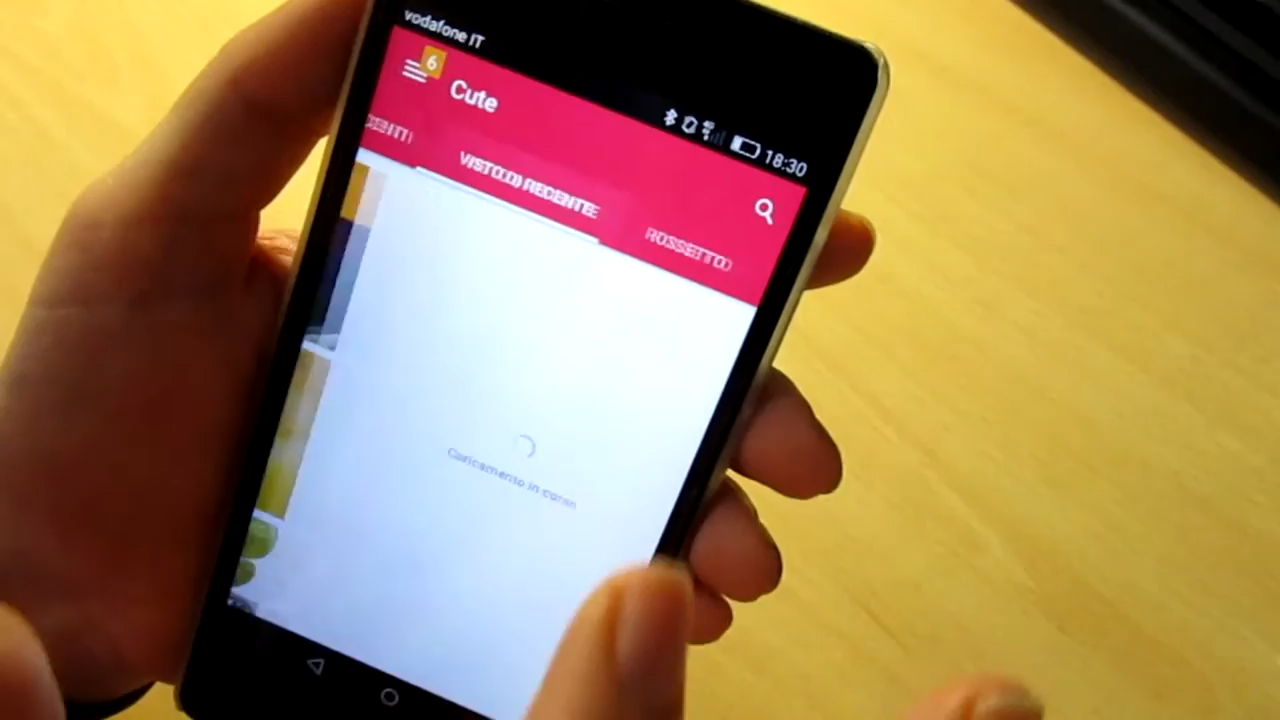 vodafone IT
18:30
6
Cute
VISTO DI RECENTE
ROSSETTO
Caricamento in corso